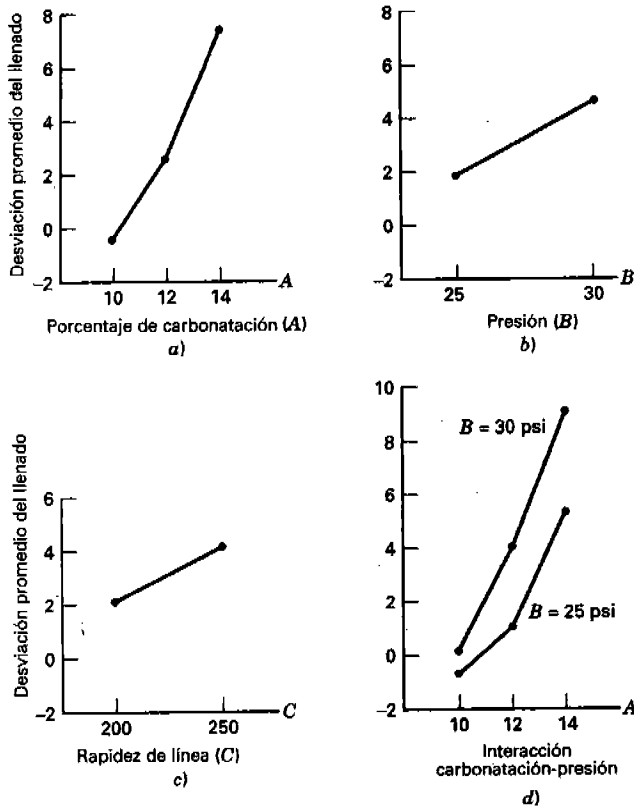 Desviación promedio del llenado
8
6
4
2
0
−2
10 12 14
A
Porcentaje de carbonatación (A)
a)
8
6
4
2
0
−2
25 30
B
Presión (B)
b)
Desviación promedio del llenado
6
4
2
0
−2
200 250
C
Rapidez de línea (C)
c)
10
8
6
4
2
0
−2
B = 30 psi
B = 25 psi
10 12 14
A
Interacción
carbonatación-presión
d)